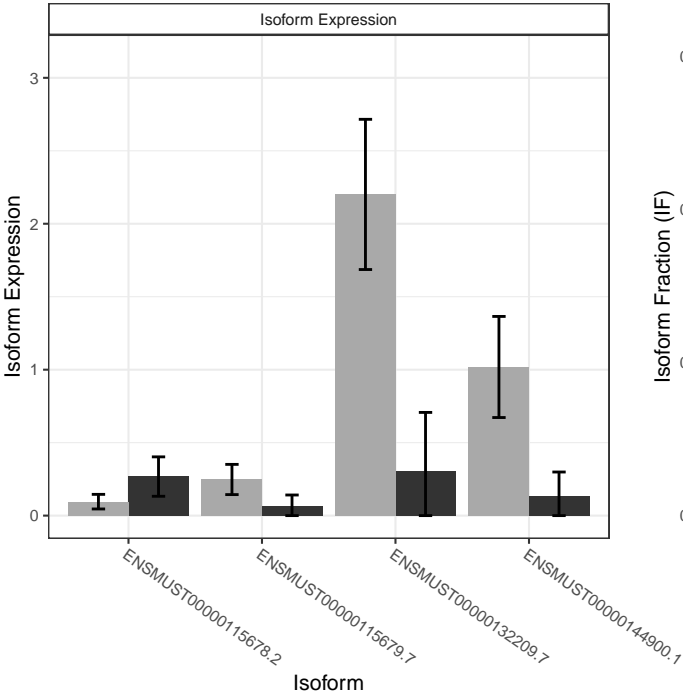 Isoform Expression
3
2
1
0
Isoform Expression
ENSMUST00000115678.2
ENSMUST00000115679.7
ENSMUST00000132209.7
ENSMUST00000144900.1
Isoform
Isoform Fraction (IF)